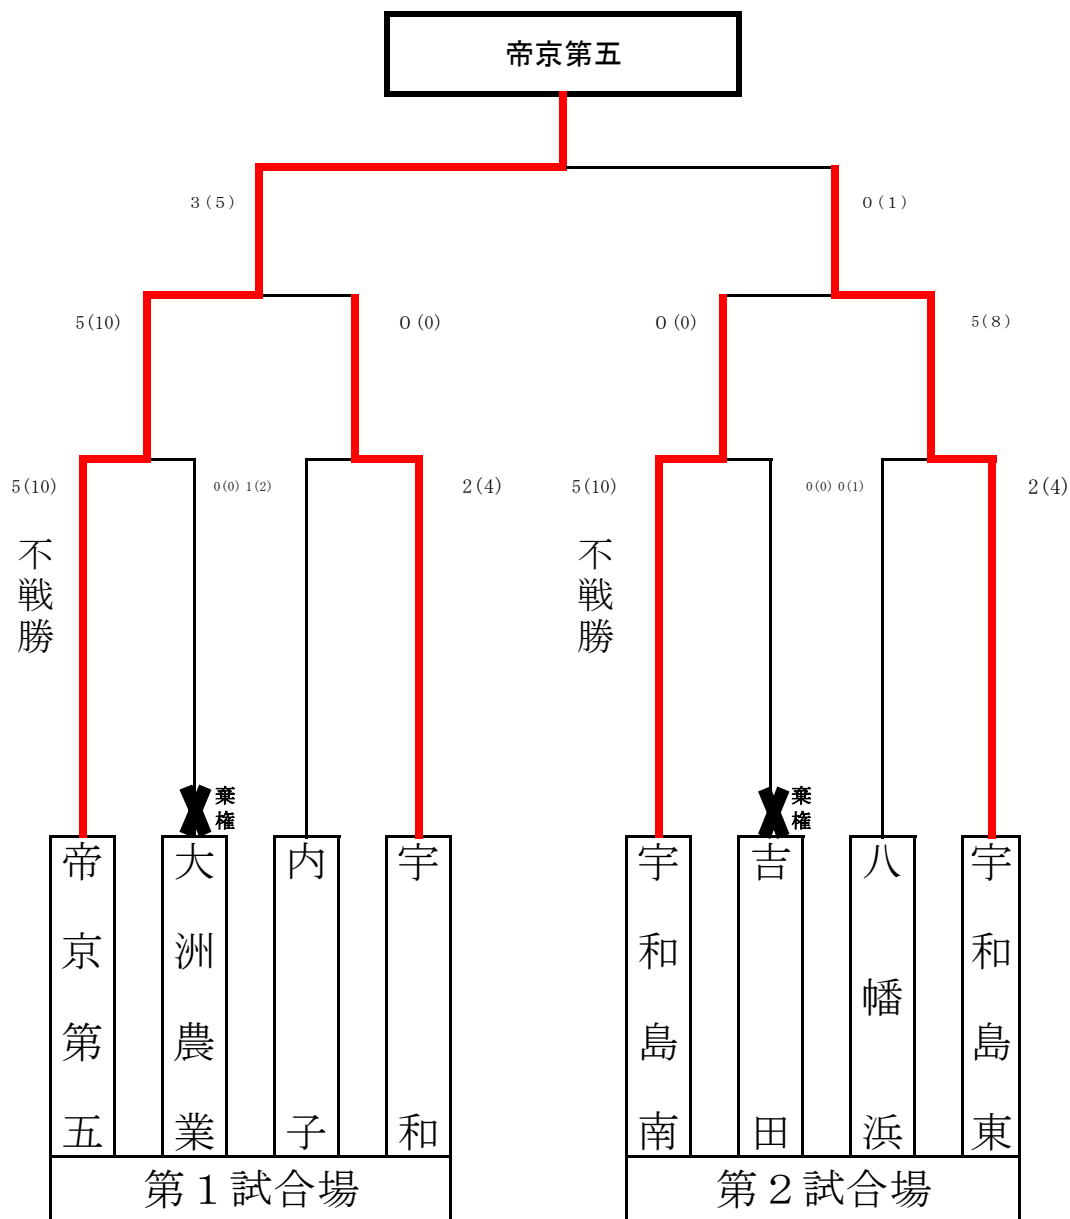 帝京第五
3(5)
0(1)
5(10)
0(0)
0(0)
5(8)
5(10)
0(0) 1(2)
2(4)
5(10)
0(0) 0(1)
2(4)
不戦勝
不戦勝
棄権
棄権
帝京第五
大洲農業
内子
宇和
宇和島南
吉田
八幡浜
宇和島東
第1試合場
第2試合場